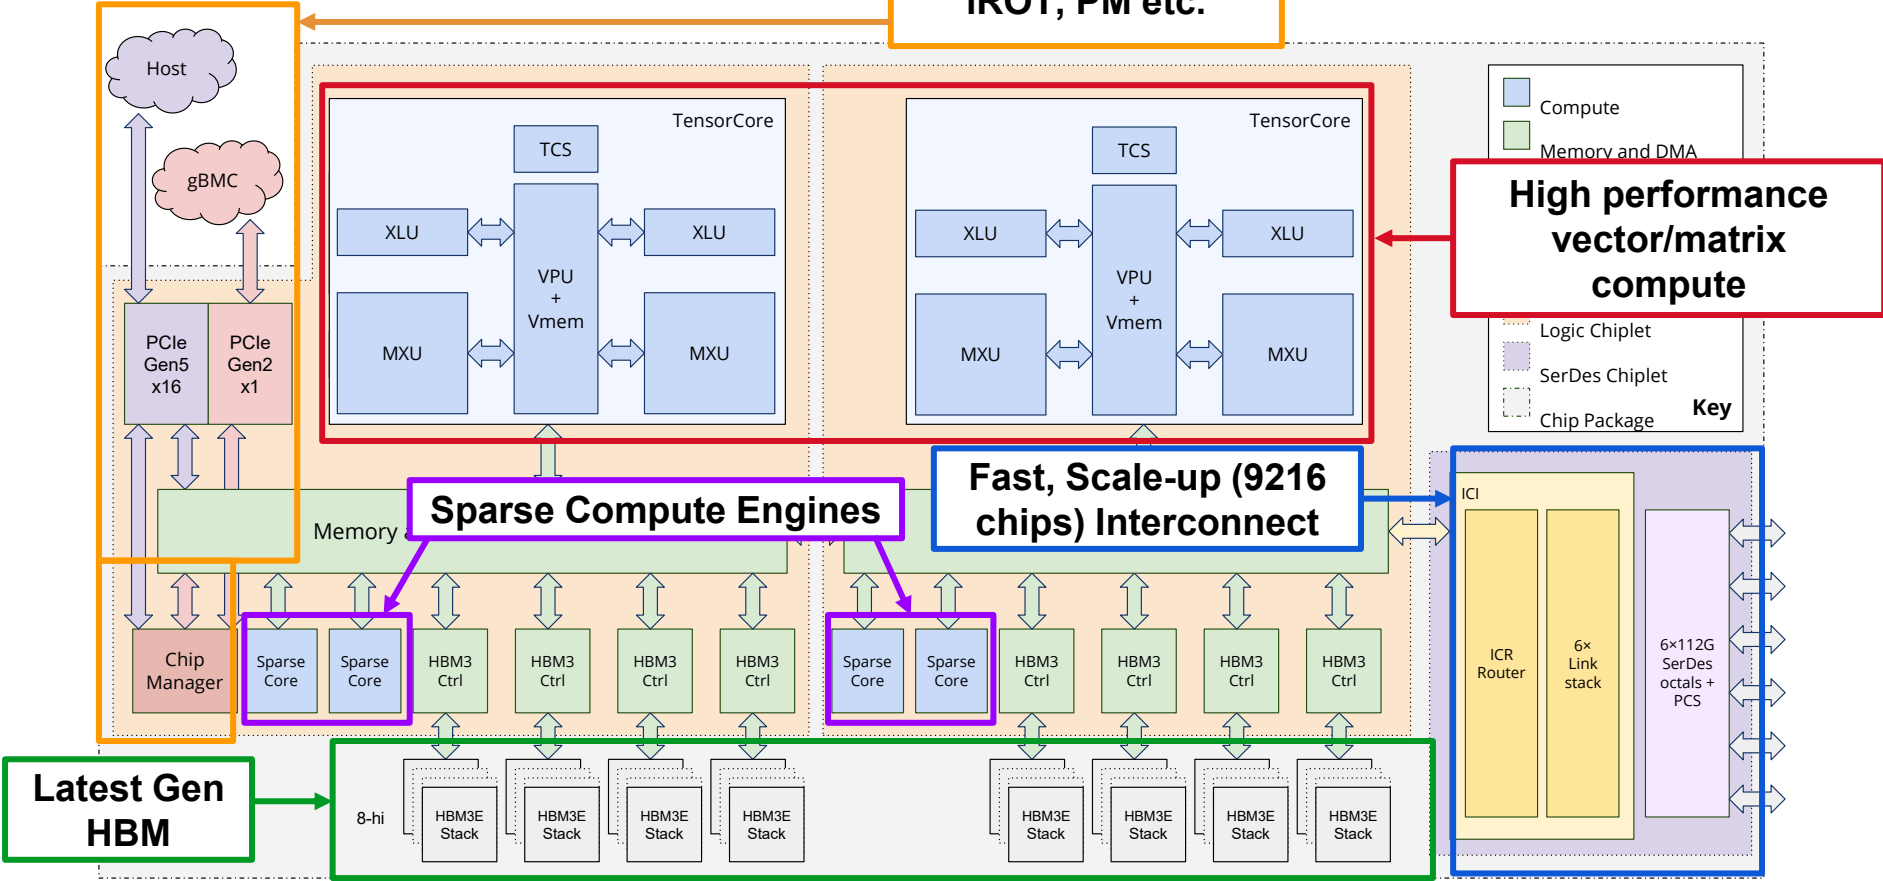 IROT, PM etc.
Host
gBMC
PCIe
Gen5
x16
PCIe
Gen2
x1
TensorCore
TCS
XLU
XLU
VPU
+
Vmem
MXU
MXU
TensorCore
TCS
XLU
XLU
VPU
+
Vmem
MXU
MXU
Compute
Memory and DMA
High performance
vector/matrix
compute
Logic Chiplet
SerDes Chiplet
Chip Package
Key
Memory
Sparse Compute Engines
Fast, Scale-up (9216
chips) Interconnect
Chip
Manager
Sparse
Core
Sparse
Core
HBM3
Ctrl
HBM3
Ctrl
HBM3
Ctrl
HBM3
Ctrl
Sparse
Core
Sparse
Core
HBM3
Ctrl
HBM3
Ctrl
HBM3
Ctrl
HBM3
Ctrl
ICI
ICR
Router
6×
Link
stack
6×112G
SerDes
octals +
PCS
Latest Gen
HBM
8-hi
HBM3E
Stack
HBM3E
Stack
HBM3E
Stack
HBM3E
Stack
HBM3E
Stack
HBM3E
Stack
HBM3E
Stack
HBM3E
Stack